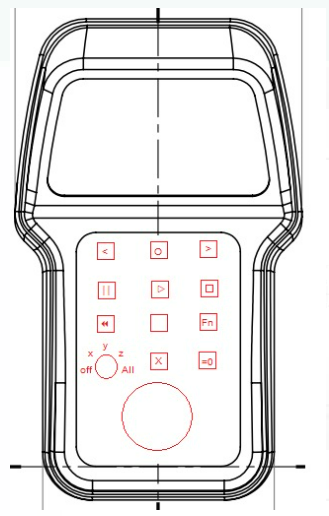 < O >
Fn
y
x z
X =0
off All